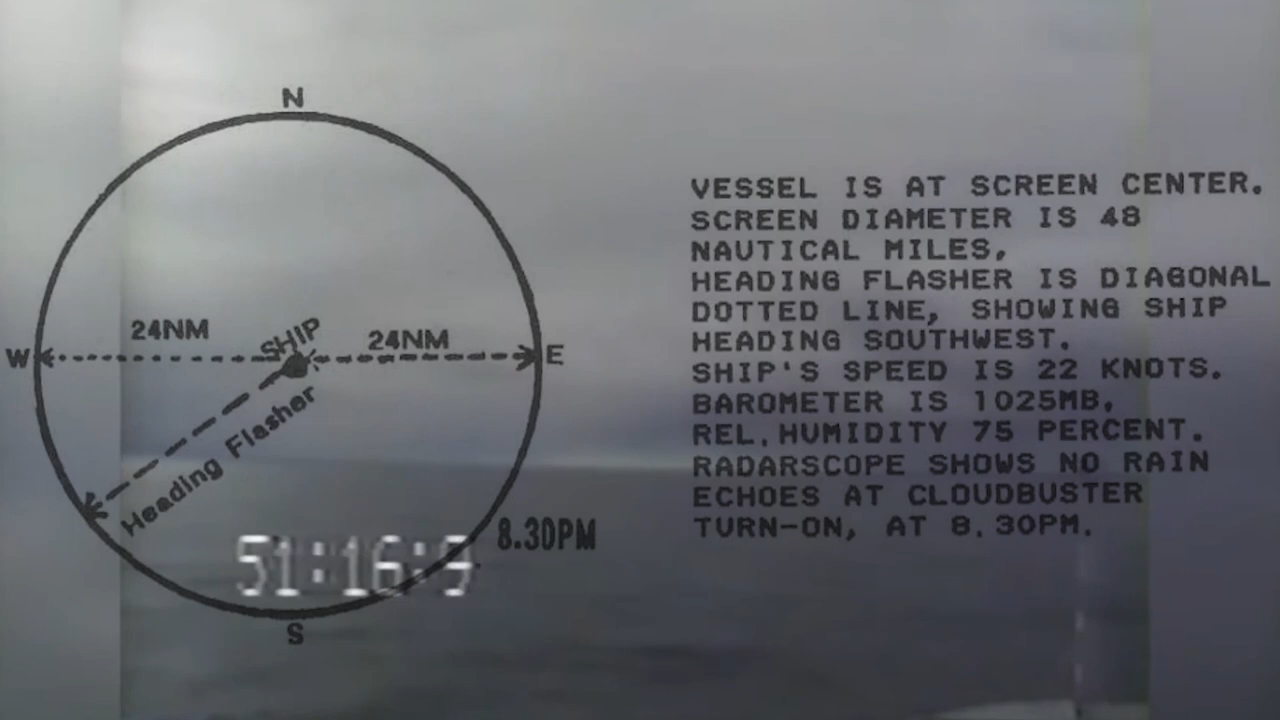 N
VESSEL IS AT SCREEN CENTER.
SCREEN DIAMETER IS 48
NAUTICAL MILES.
HEADING FLASHER IS DIAGONAL
DOTTED LINE, SHOWING SHIP
HEADING SOUTHWEST.
SHIP'S SPEED IS 22 KNOTS.
BAROMETER IS 1025MB.
REL.HUMIDITY 75 PERCENT.
RADARSCOPE SHOWS NO RAIN
ECHOES AT CLOUDBUSTER
TURN-ON, AT 8.30PM.
24NM
SHIP
24NM
W
E
Heading Flasher
8.30PM
51:16:9
S